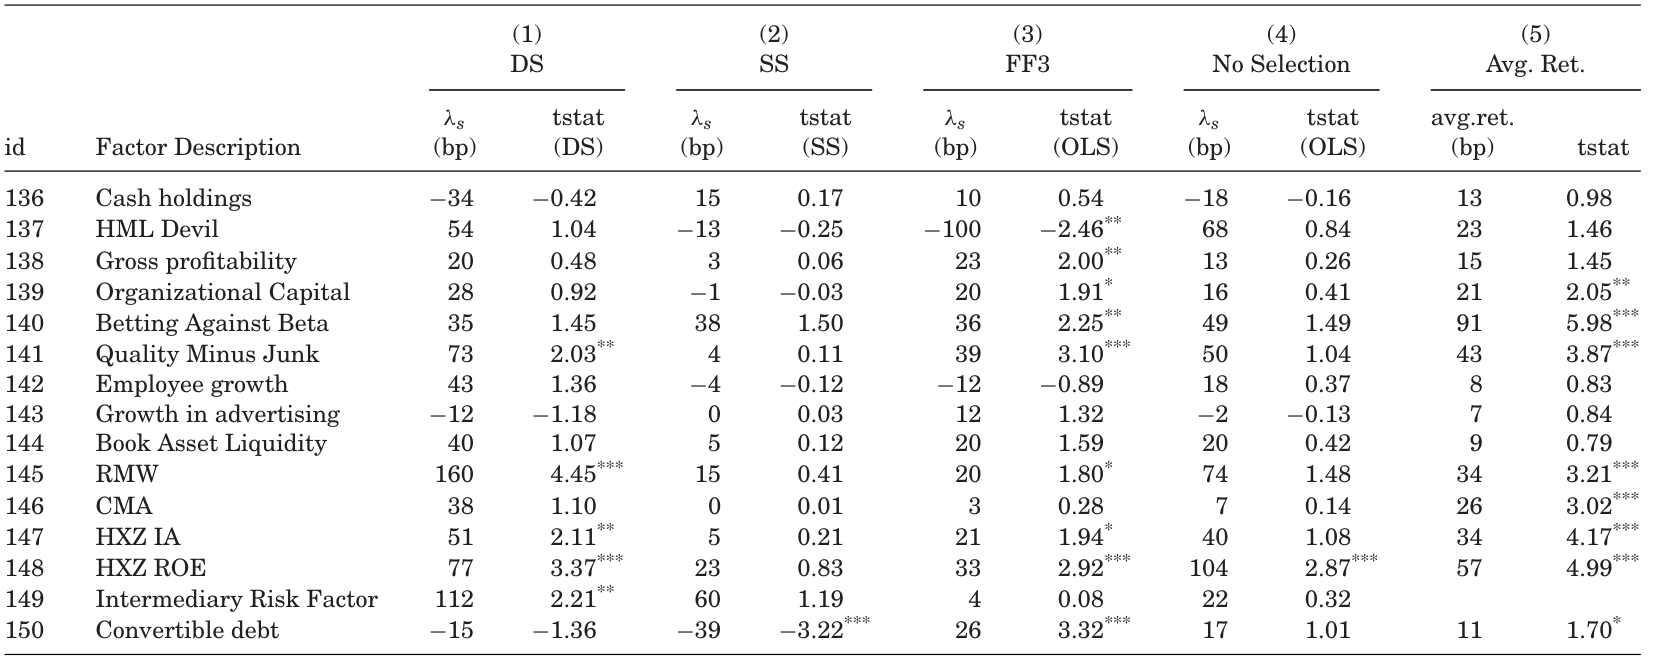 (1) (2) (3) (4) (5)
DS SS FF3 No Selection Avg. Ret.
λs tstat λs tstat λs tstat λs tstat avg.ret.
id Factor Description (bp) (DS) (bp) (SS) (bp) (OLS) (bp) (OLS) (bp) tstat
136 Cash holdings −34 −0.42 15 0.17 10 0.54 −18 −0.16 13 0.98
137 HML Devil 54 1.04 −13 −0.25 −100 −2.46** 68 0.84 23 1.46
138 Gross profitability 20 0.48 3 0.06 23 2.00** 13 0.26 15 1.45
139 Organizational Capital 28 0.92 −1 −0.03 20 1.91* 16 0.41 21 2.05**
140 Betting Against Beta 35 1.45 38 1.50 36 2.25** 49 1.49 91 5.98***
141 Quality Minus Junk 73 2.03** 4 0.11 39 3.10*** 50 1.04 43 3.87***
142 Employee growth 43 1.36 −4 −0.12 −12 −0.89 18 0.37 8 0.83
143 Growth in advertising −12 −1.18 0 0.03 12 1.32 −2 −0.13 7 0.84
144 Book Asset Liquidity 40 1.07 5 0.12 20 1.59 20 0.42 9 0.79
145 RMW 160 4.45*** 15 0.41 20 1.80* 74 1.48 34 3.21***
146 CMA 38 1.10 0 0.01 3 0.28 7 0.14 26 3.02***
147 HXZ IA 51 2.11** 5 0.21 21 1.94* 40 1.08 34 4.17***
148 HXZ ROE 77 3.37*** 23 0.83 33 2.92*** 104 2.87*** 57 4.99***
149 Intermediary Risk Factor 112 2.21** 60 1.19 4 0.08 22 0.32
150 Convertible debt −15 −1.36 −39 −3.22*** 26 3.32*** 17 1.01 11 1.70*